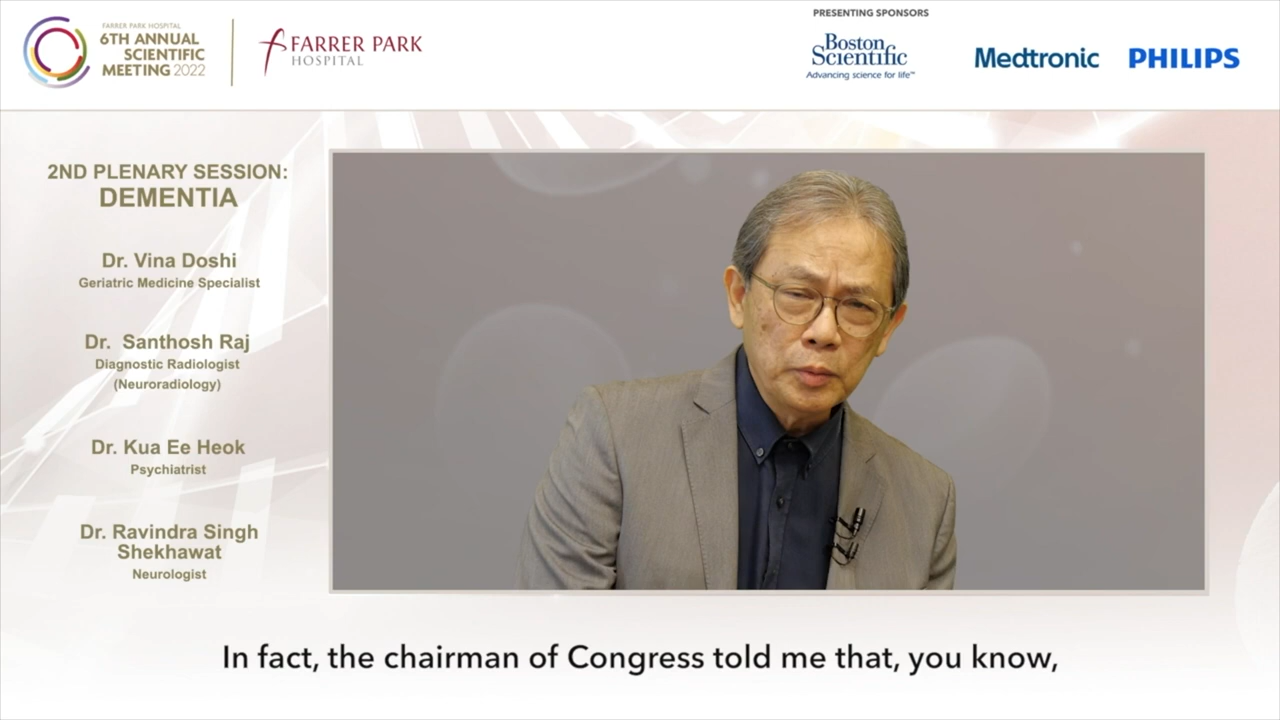 FARRER PARK HOSPITAL
6TH ANNUAL
SCIENTIFIC
MEETING 2022
FARRER PARK
HOSPITAL
PRESENTING SPONSORS
Boston
Scientific
Advancing science for life™
Medtronic
PHILIPS
2ND PLENARY SESSION:
DEMENTIA
Dr. Vina Doshi
Geriatric Medicine Specialist
Dr. Santhosh Raj
Diagnostic Radiologist
(Neuroradiology)
Dr. Kua Ee Heok
Psychiatrist
Dr. Ravindra Singh
Shekhawat
Neurologist
In fact, the chairman of Congress told me that, you know,